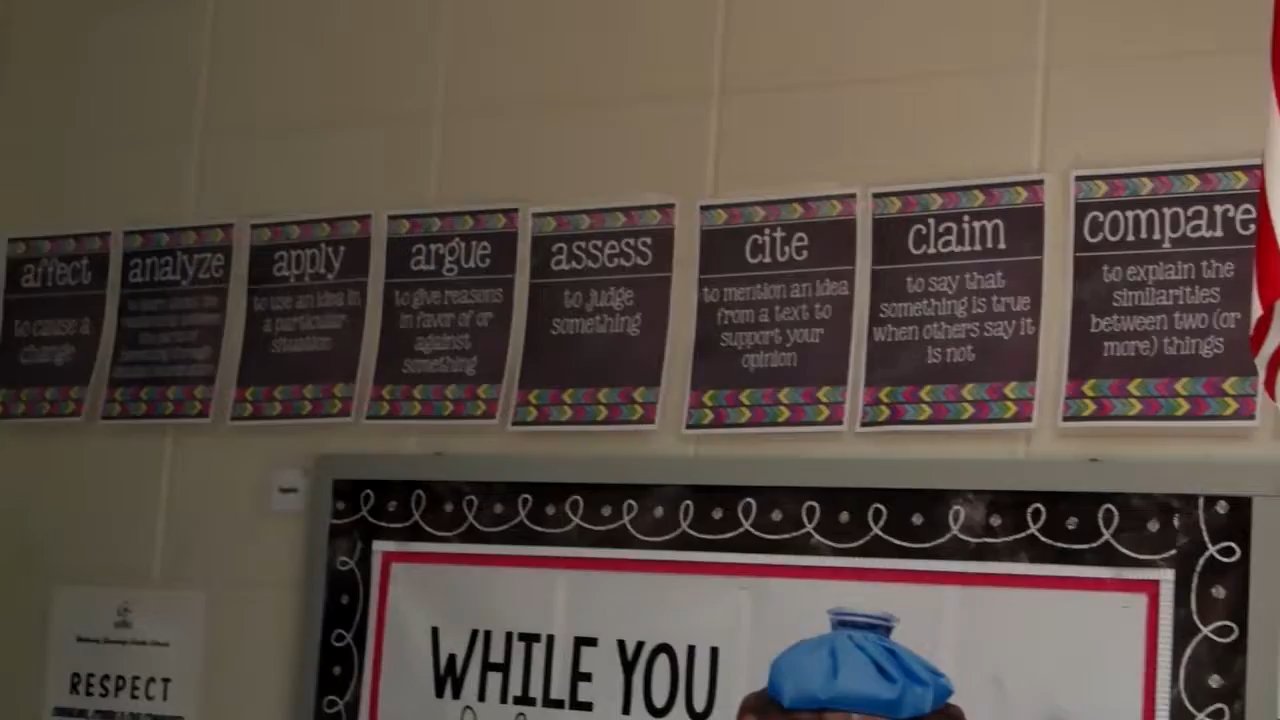 affect
to cause a
change
analyze
apply
to use an idea in
a particular
situation
argue
to give reasons
in favor of or
against
something
assess
to judge
something
cite
to mention an idea
from a text to
support your
opinion
claim
to say that
something is true
when others say it
is not
compare
to explain the
similarities
between two (or
more) things
WHILE YOU
RESPECT